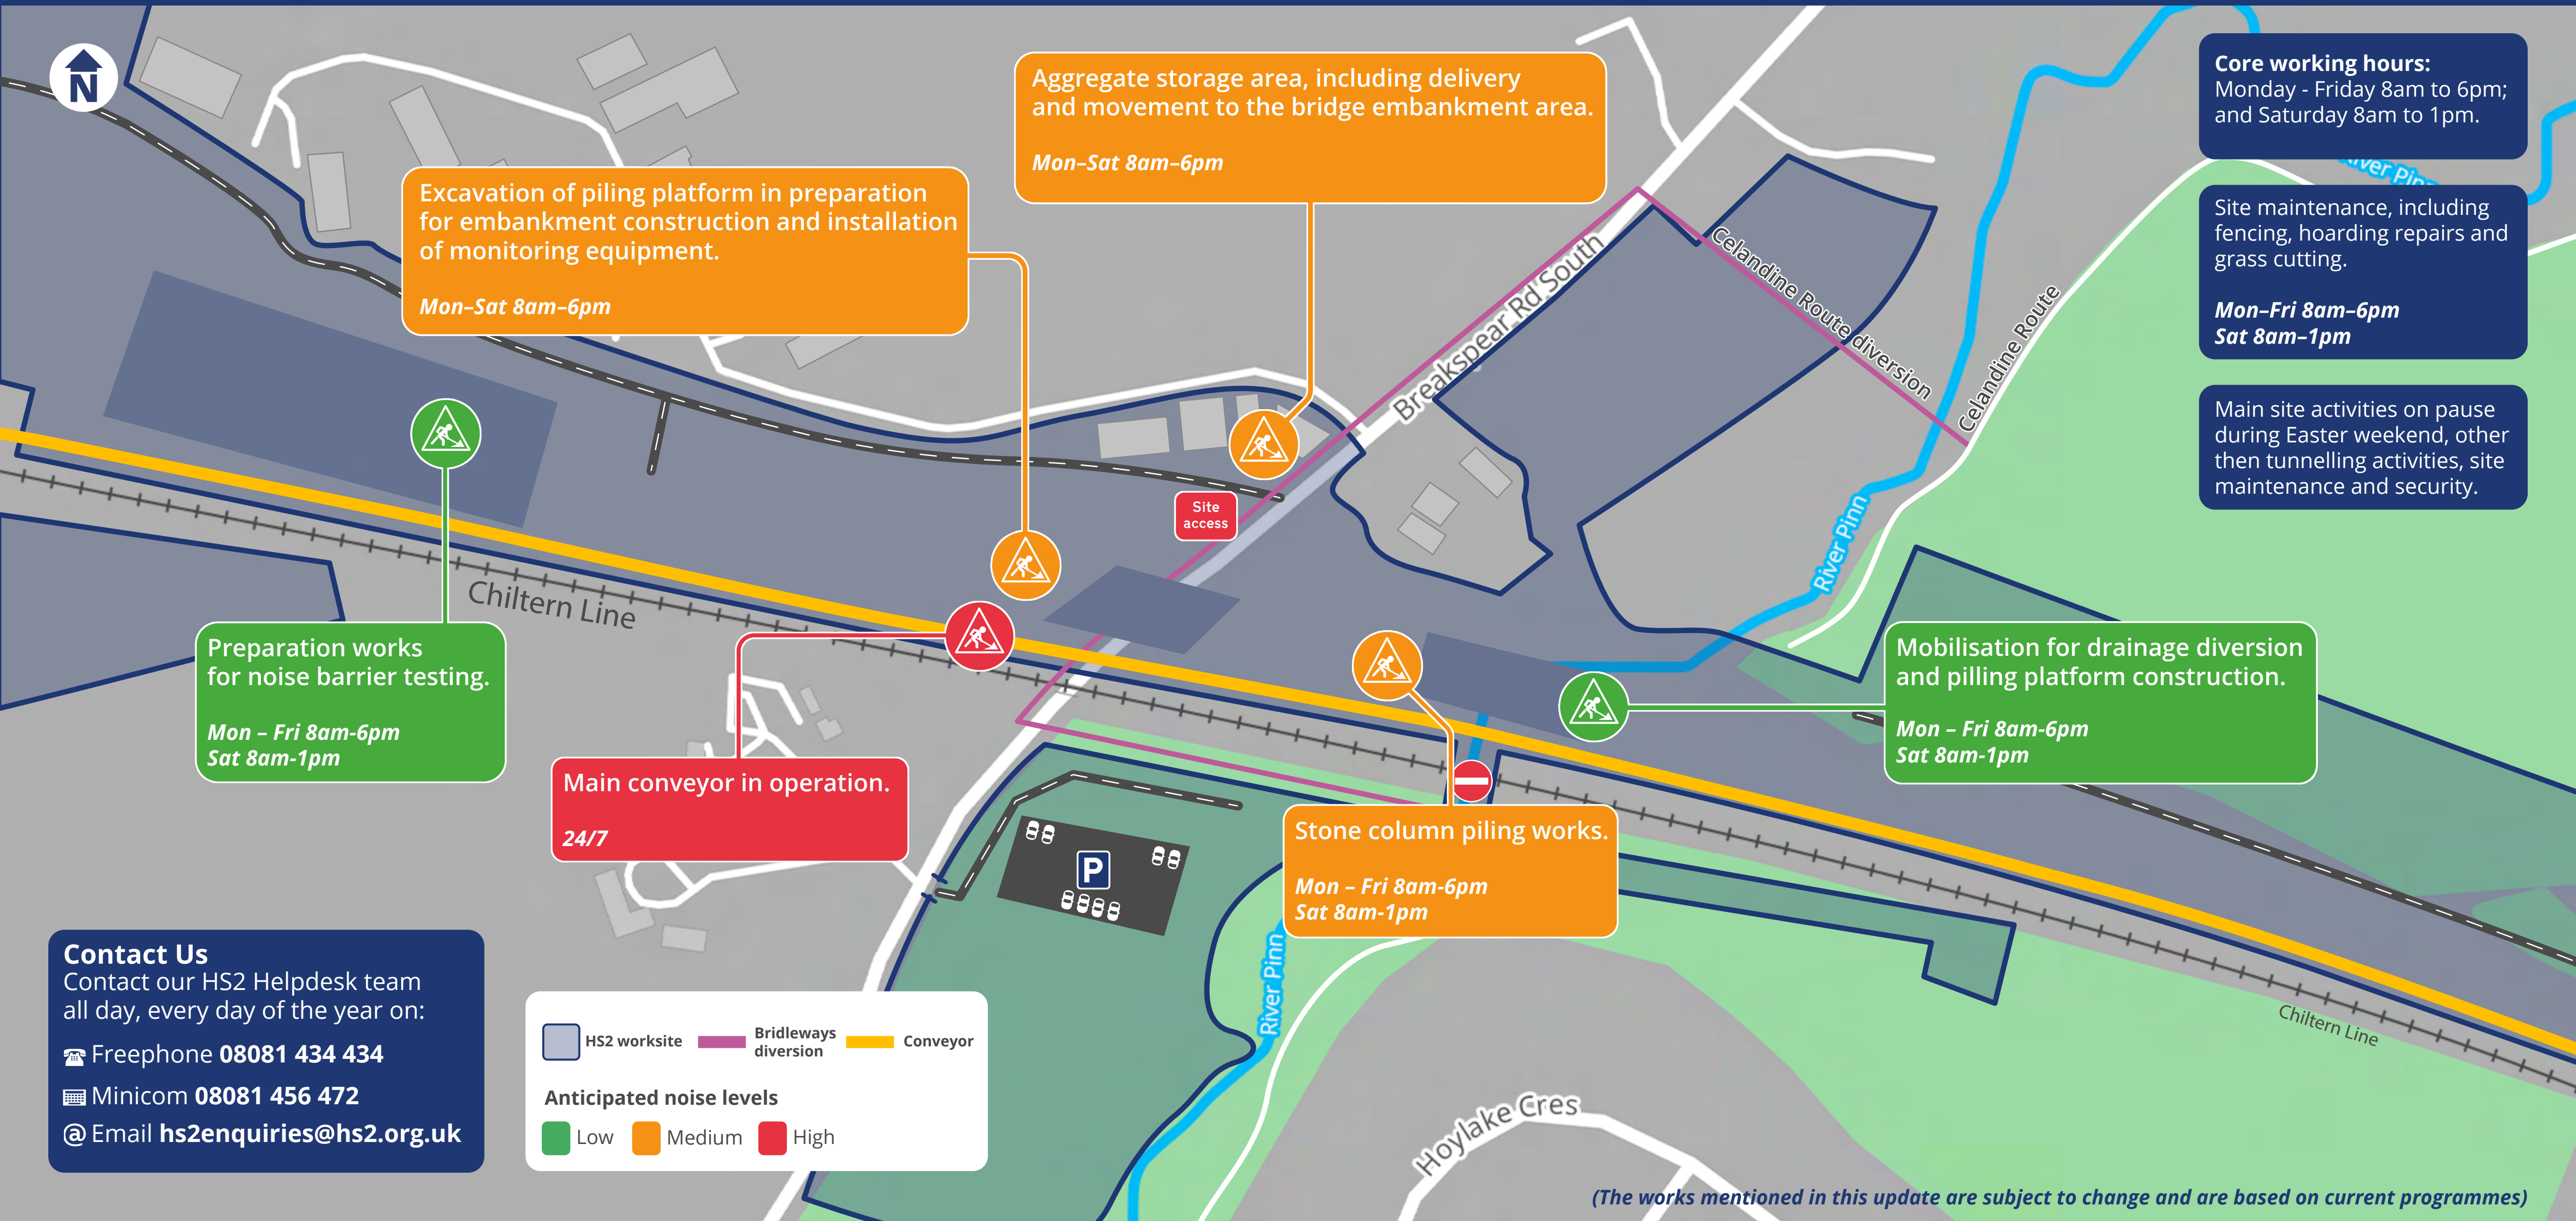 N
Aggregate storage area, including delivery
and movement to the bridge embankment area.
Mon–Sat 8am–6pm
Core working hours:
Monday - Friday 8am to 6pm;
and Saturday 8am to 1pm.
River Pinn
Excavation of piling platform in preparation
for embankment construction and installation
of monitoring equipment.
Mon–Sat 8am–6pm
Site maintenance, including
fencing, hoarding repairs and
grass cutting.
Mon–Fri 8am–6pm
Sat 8am–1pm
Breakspear Rd South
Celandine Route diversion
Celandine Route
Main site activities on pause
during Easter weekend, other
then tunnelling activities, site
maintenance and security.
Site
access
River Pinn
Chiltern Line
Preparation works
for noise barrier testing.
Mon – Fri 8am-6pm
Sat 8am-1pm
Mobilisation for drainage diversion
and pilling platform construction.
Mon – Fri 8am-6pm
Sat 8am-1pm
Main conveyor in operation.
24/7
Stone column piling works.
Mon – Fri 8am-6pm
Sat 8am-1pm
P
River Pinn
Chiltern Line
Contact Us
Contact our HS2 Helpdesk team
all day, every day of the year on:
Freephone 08081 434 434
Minicom 08081 456 472
@ Email hs2enquiries@hs2.org.uk
HS2 worksite
Bridleways
diversion
Conveyor
Anticipated noise levels
Low
Medium
High
Hoylake Cres
(The works mentioned in this update are subject to change and are based on current programmes)